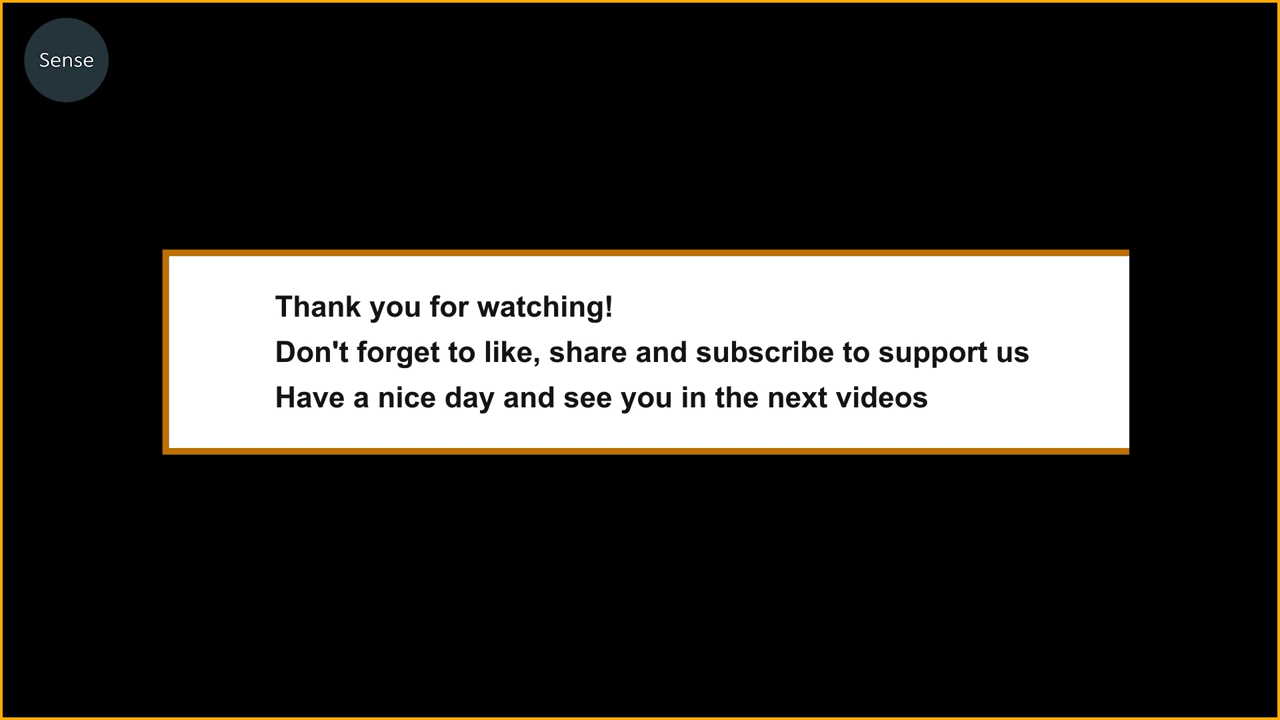 Sense
Thank you for watching!
Don't forget to like, share and subscribe to support us
Have a nice day and see you in the next videos